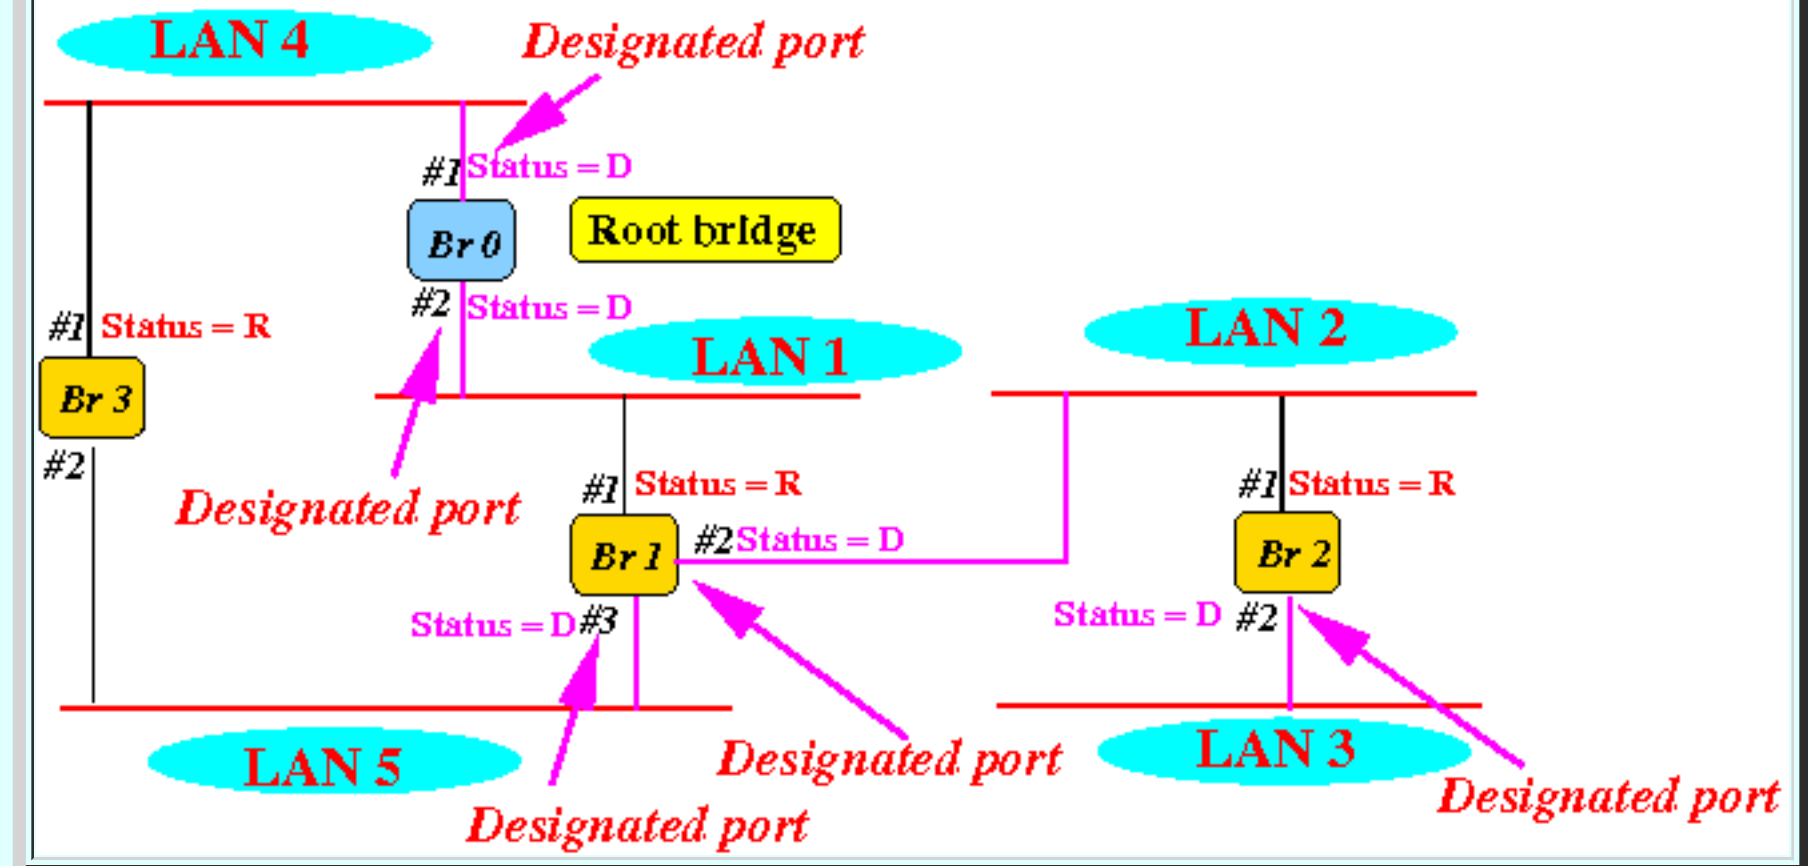 LAN 4
Designated port
#1 Status = D
Br 0
Root bridge
#2 Status = D
#1 Status = R
LAN 1
LAN 2
Br 3
#2
Designated port
#1 Status = R
#1 Status = R
Br 1
#2 Status = D
Br 2
Status = D #3
Status = D #2
LAN 5
Designated port
LAN 3
Designated port
Designated port